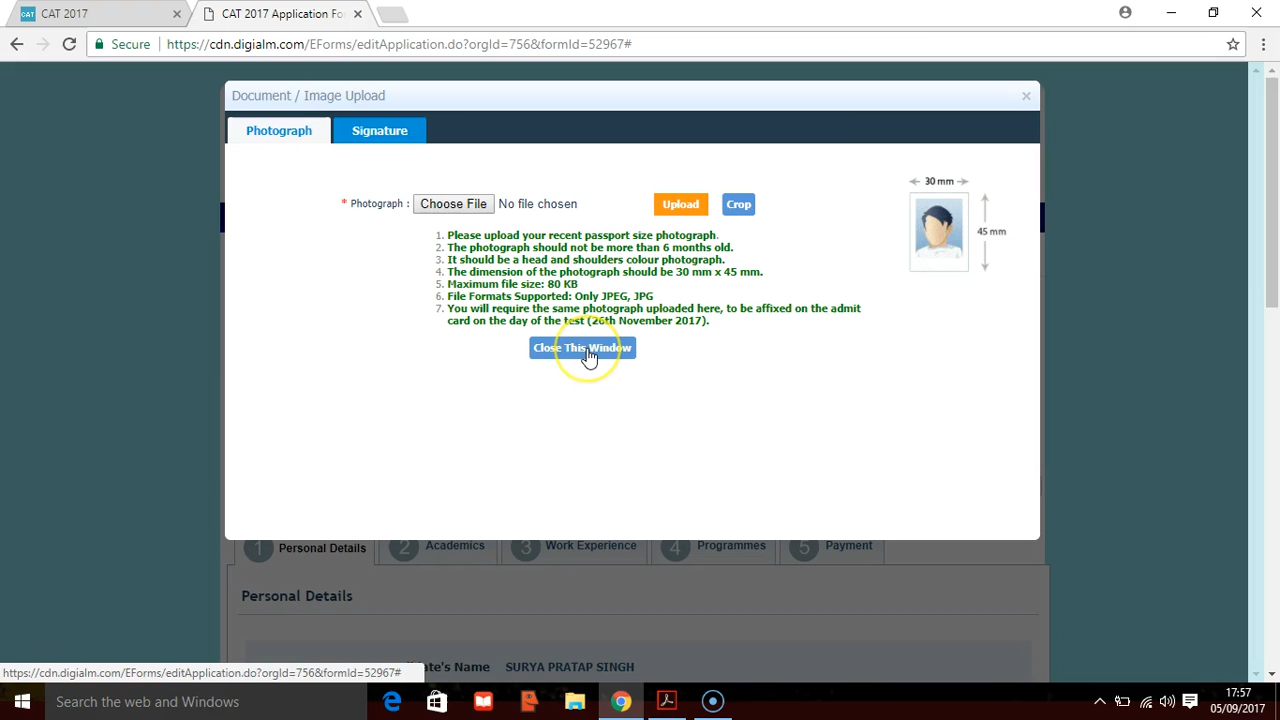 CAT CAT 2017
CAT 2017 Application Fo
Secure https://cdn.digialm.com/EForms/editApplication.do?orgId=756&formId=52967#
Document / Image Upload
Photograph Signature
30 mm
* Photograph : Choose File No file chosen Upload Crop
45 mm
1. Please upload your recent passport size photograph.
2. The photograph should not be more than 6 months old.
3. It should be a head and shoulders colour photograph.
4. The dimension of the photograph should be 30 mm x 45 mm.
5. Maximum file size: 80 KB
6. File Formats Supported: Only JPEG, JPG
7. You will require the same photograph uploaded here, to be affixed on the admit
card on the day of the test (26th November 2017).
Close This Window
1 Personal Details 2 Academics 3 Work Experience 4 Programmes 5 Payment
Personal Details
ate's Name SURYA PRATAP SINGH
https://cdn.digialm.com/EForms/editApplication.do?orgId=756&formId=52967#
Search the web and Windows
17:57
05/09/2017